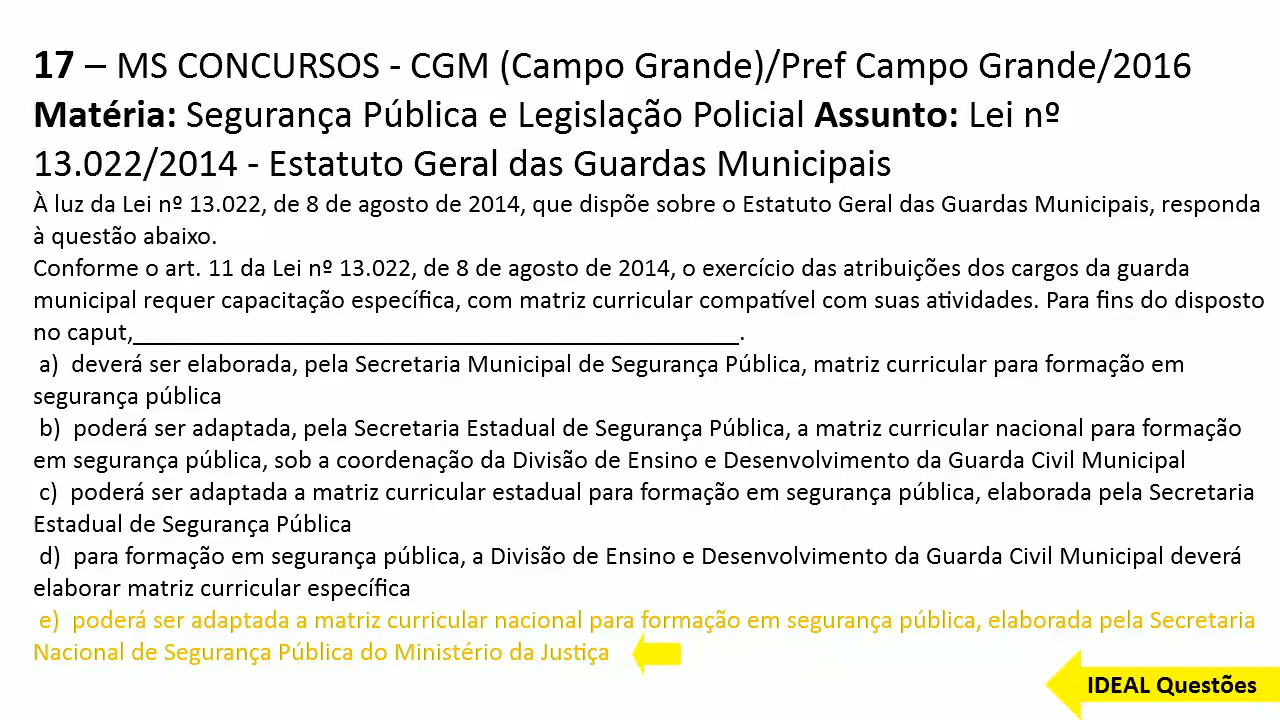 17 – MS CONCURSOS - CGM (Campo Grande)/Pref Campo Grande/2016
Matéria: Segurança Pública e Legislação Policial Assunto: Lei nº
13.022/2014 - Estatuto Geral das Guardas Municipais
À luz da Lei nº 13.022, de 8 de agosto de 2014, que dispõe sobre o Estatuto Geral das Guardas Municipais, responda
à questão abaixo.
Conforme o art. 11 da Lei nº 13.022, de 8 de agosto de 2014, o exercício das atribuições dos cargos da guarda
municipal requer capacitação específica, com matriz curricular compatível com suas atividades. Para fins do disposto
no caput,_______________________________________________.
a) deverá ser elaborada, pela Secretaria Municipal de Segurança Pública, matriz curricular para formação em
segurança pública
b) poderá ser adaptada, pela Secretaria Estadual de Segurança Pública, a matriz curricular nacional para formação
em segurança pública, sob a coordenação da Divisão de Ensino e Desenvolvimento da Guarda Civil Municipal
c) poderá ser adaptada a matriz curricular estadual para formação em segurança pública, elaborada pela Secretaria
Estadual de Segurança Pública
d) para formação em segurança pública, a Divisão de Ensino e Desenvolvimento da Guarda Civil Municipal deverá
elaborar matriz curricular específica
e) poderá ser adaptada a matriz curricular nacional para formação em segurança pública, elaborada pela Secretaria
Nacional de Segurança Pública do Ministério da Justiça
IDEAL Questões